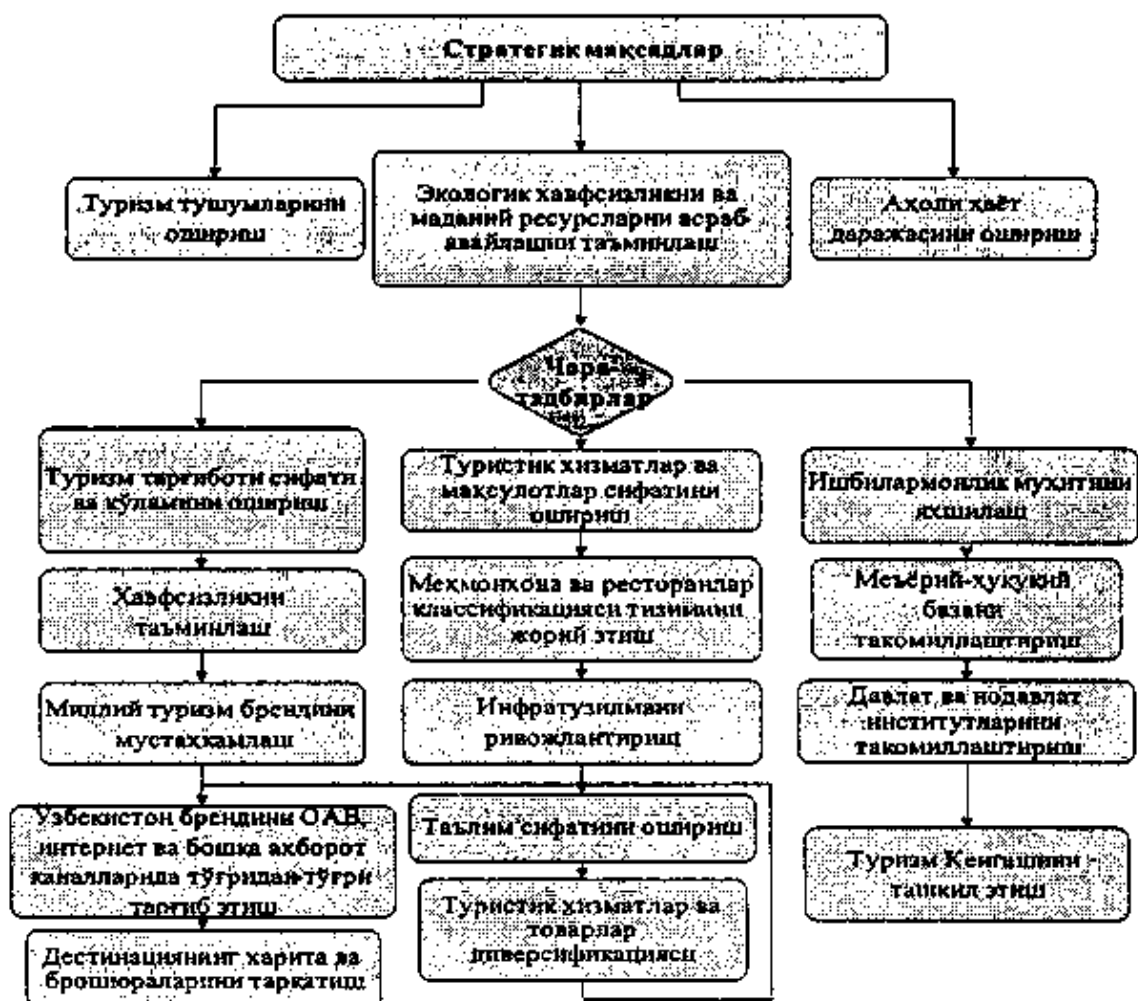 Стратегик мақсадлар
Туризм тушумларини
ошириш
Экологик хавфсизликни ва
маданий ресурсларни асраб-
авайлашни таъминлаш
Аҳоли ҳаёт
даражасини ошириш
Чора-
тадбирлар
Туризм тарғиботи сифати
ва кўламини ошириш
Туристик хизматлар ва
маҳсулотлар сифатини
ошириш
Ишбилармонлик муҳитини
яхшилаш
Хавфсизликни
таъминлаш
Меҳмонхона ва ресторанлар
классификацияси тизимини
жорий этиш
Меъёрий-ҳуқуқий
базани
такомиллаштириш
Миллий туризм брендини
мустаҳкамлаш
Инфратузилмани
ривожлантириш
Давлат ва нодавлат
институтларини
такомиллаштириш
Ўзбекистон брендини ОАВ,
интернет ва бошка ахборот
каналларида тўғридан-тўғри
тарғиб этиш
Таълим сифатини ошириш
Туризм Кенгашини
ташкил этиш
Туристик хизматлар ва
товарлар
диверсификацияси
Дестинациянинг харита ва
брошюраларини таркатиш